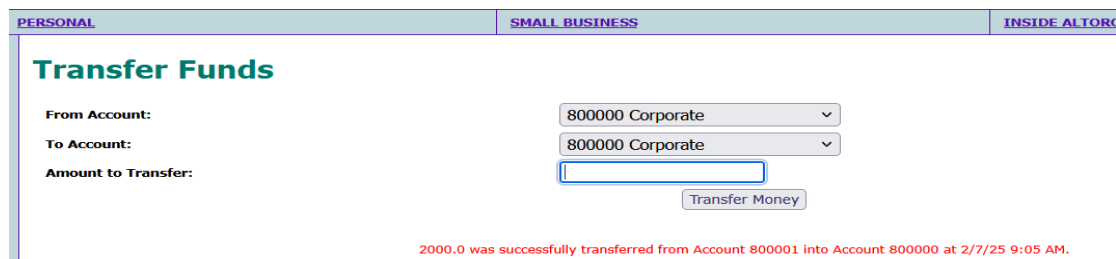 PERSONAL
SMALL BUSINESS
INSIDE ALTORO
Transfer Funds
From Account:
800000 Corporate
To Account:
800000 Corporate
Amount to Transfer:
Transfer Money
2000.0 was successfully transferred from Account 800001 into Account 800000 at 2/7/25 9:05 AM.